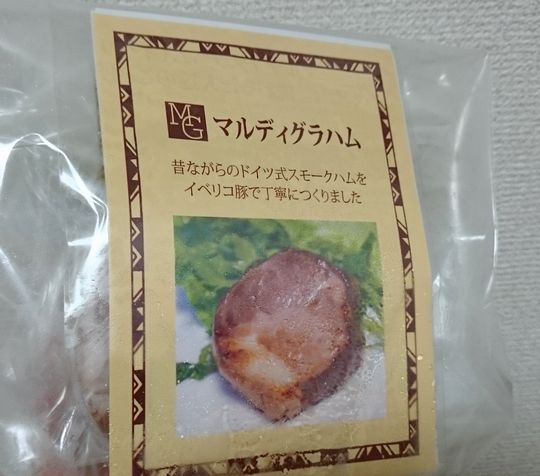 MG マルディグラハム
昔ながらのドイツ式スモークハムを
イベリコ豚で丁寧につくりました